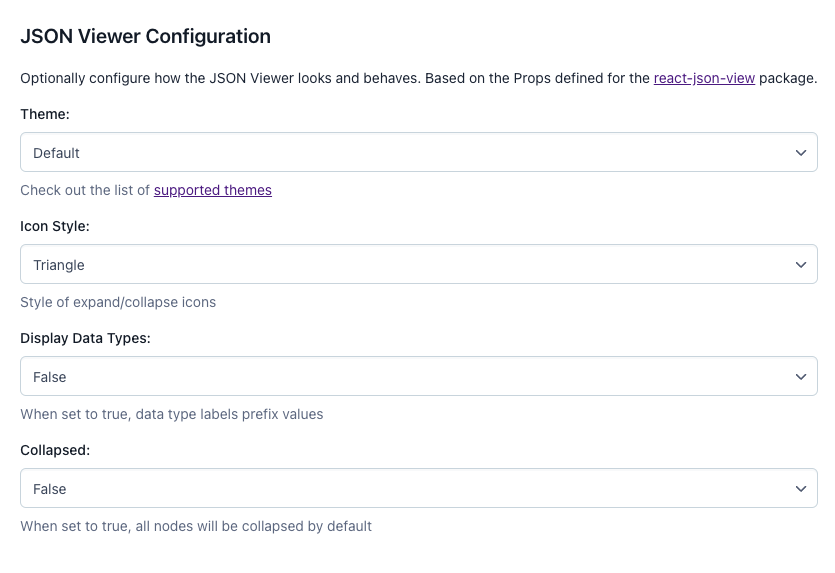 JSON Viewer Configuration
Optionally configure how the JSON Viewer looks and behaves. Based on the Props defined for the react-json-view package.
Theme:
Default
Check out the list of supported themes
Icon Style:
Triangle
Style of expand/collapse icons
Display Data Types:
False
When set to true, data type labels prefix values
Collapsed:
False
When set to true, all nodes will be collapsed by default